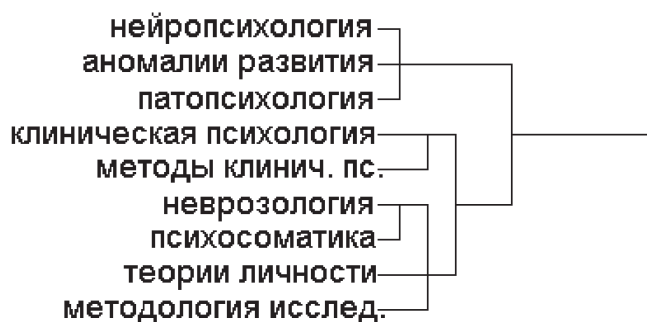 нейропсихология
аномалии развития
патопсихология
клиническая психология
методы клинич. пс.
неврозология
психосоматика
теории личности
методология исслед.